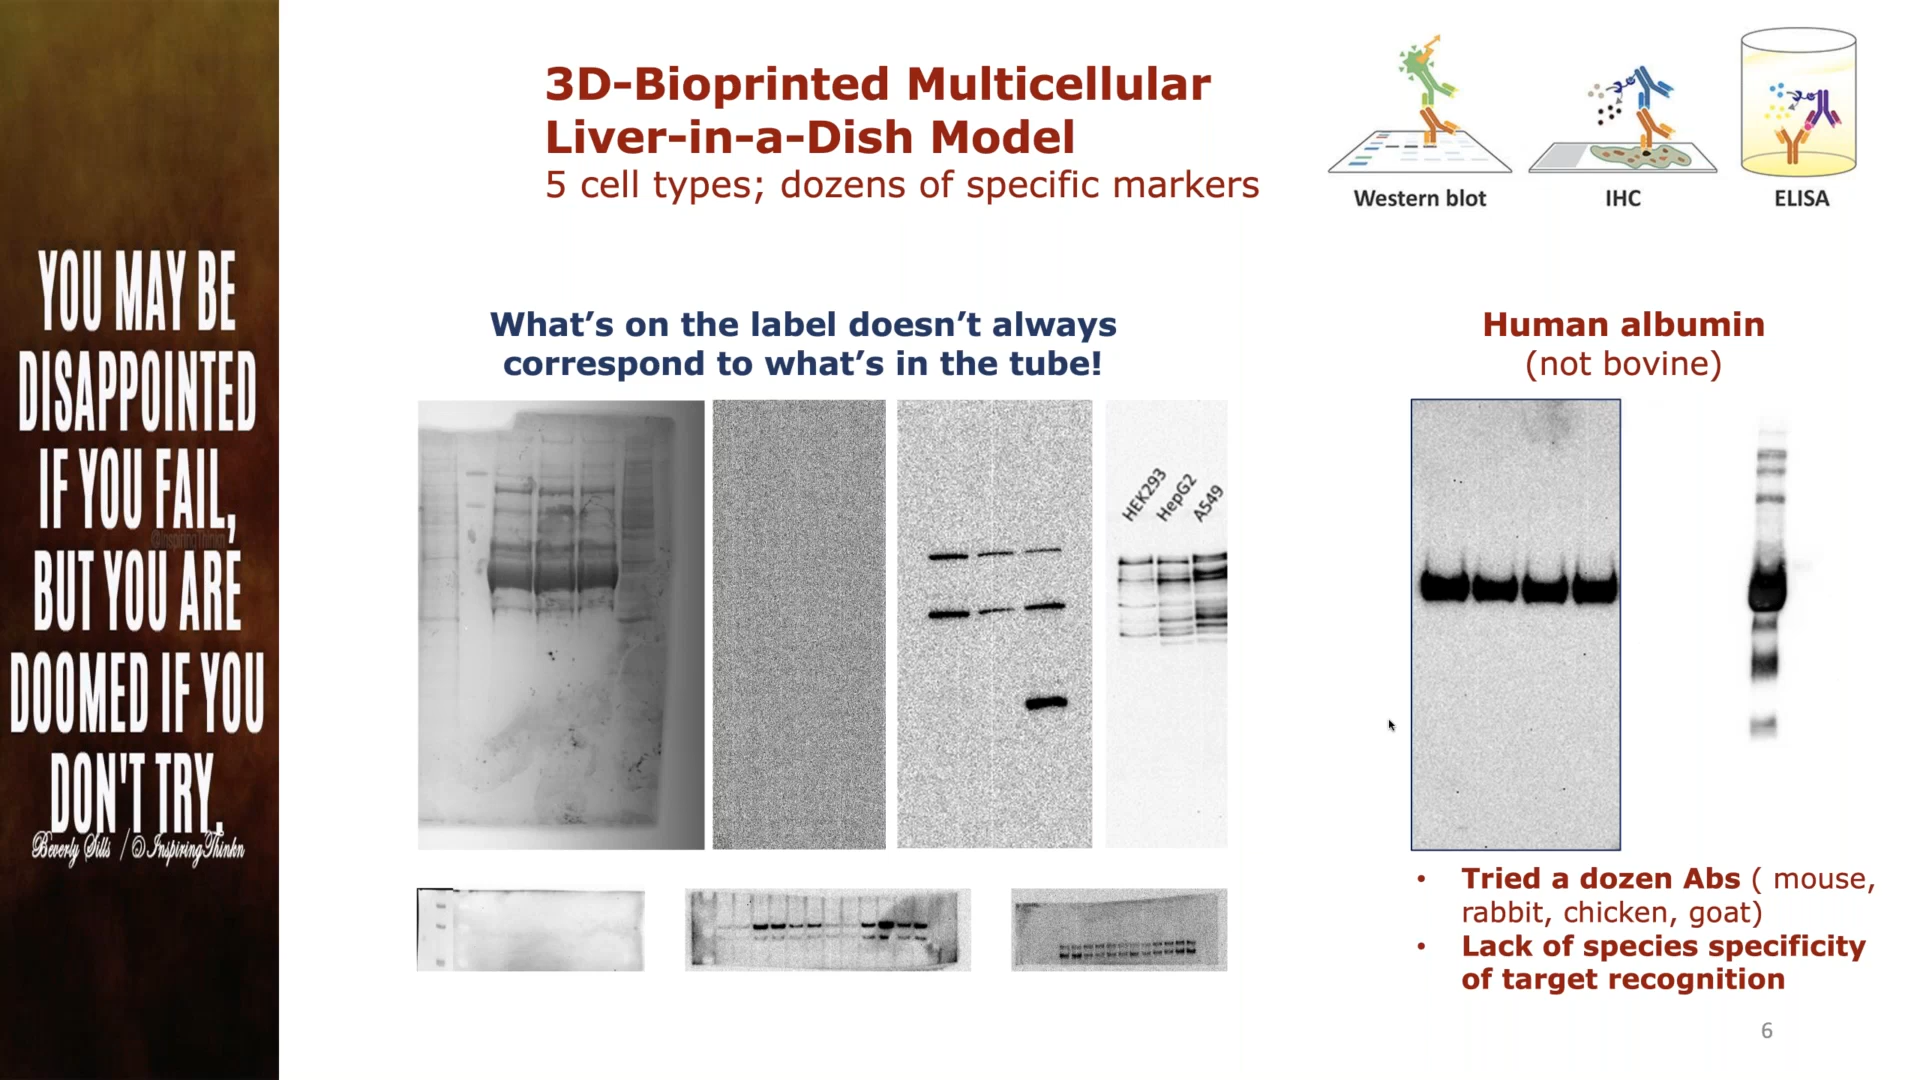 3D-Bioprinted Multicellular
Liver-in-a-Dish Model
5 cell types; dozens of specific markers
Western blot
IHC
ELISA
YOU MAY BE
DISAPPOINTED
IF YOU FAIL,
@InspiringThinkn
BUT YOU ARE
DOOMED IF YOU
DON'T TRY.
Beverly Sills / @InspiringThinkn
What’s on the label doesn’t always
correspond to what’s in the tube!
HEK293
HepG2
A549
Human albumin
(not bovine)
• Tried a dozen Abs ( mouse,
rabbit, chicken, goat)
• Lack of species specificity
of target recognition
6